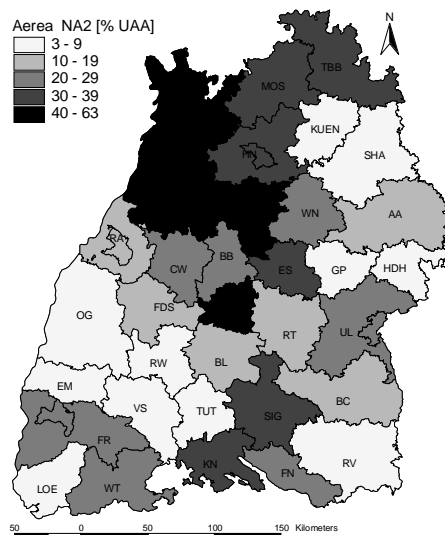 Aerea NA2 [% UAA]
3 - 9
10 - 19
20 - 29
30 - 39
40 - 63
N
TBB
MOS
KUEN
HN
SHA
WN
AA
RA
CW
BB
ES
GP
HDH
FDS
OG
RT
UL
RW
BL
EM
VS
TUT
SIG
BC
FR
KN
FN
RV
LOE
WT
50 0 50 100 150 Kilometers